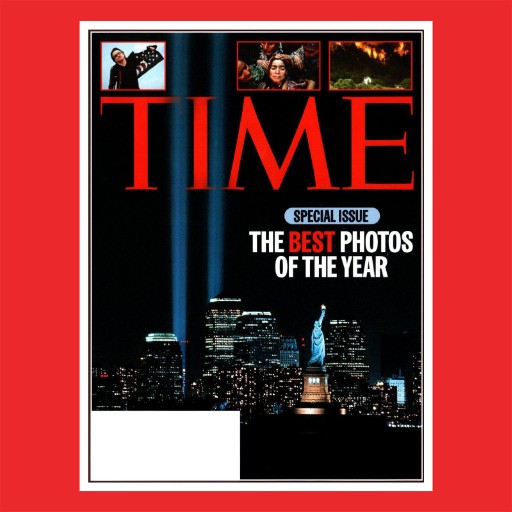 TIME
SPECIAL ISSUE
THE BEST PHOTOS
OF THE YEAR